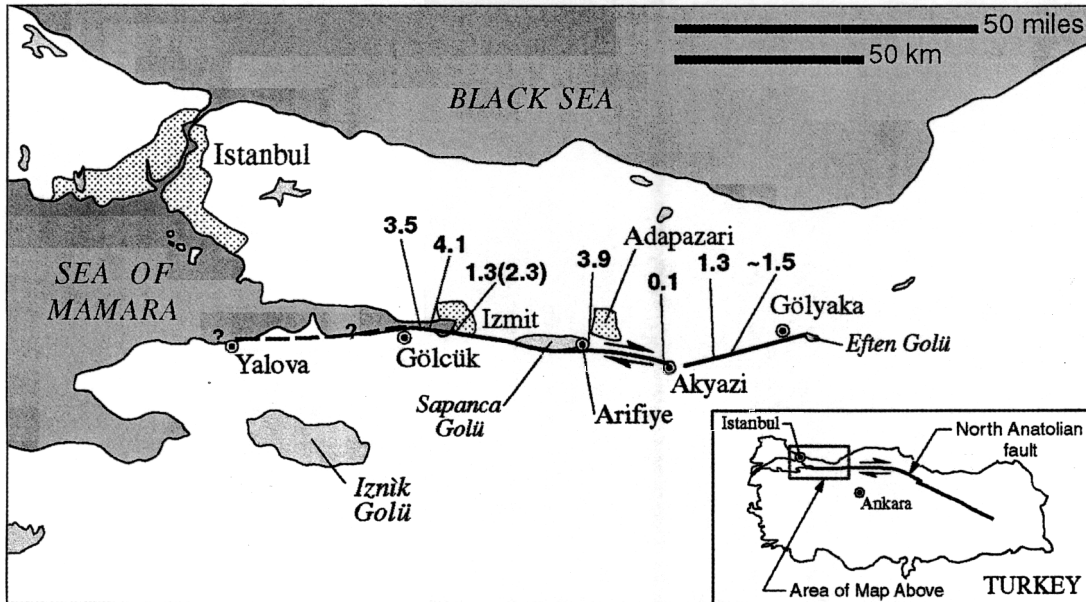 50 miles
50 km
BLACK SEA
Istanbul
3.5
4.1
1.3(2.3)
3.9
Adapazari
0.1
1.3
~1.5
SEA OF
MAMARA
Izmit
Gölyaka
?
?
Yalova
Gölcük
Eften Golü
Sapanca
Golü
Arifiye
Akyazi
Iznik
Golü
Istanbul
North Anatolian
fault
Ankara
Area of Map Above
TURKEY